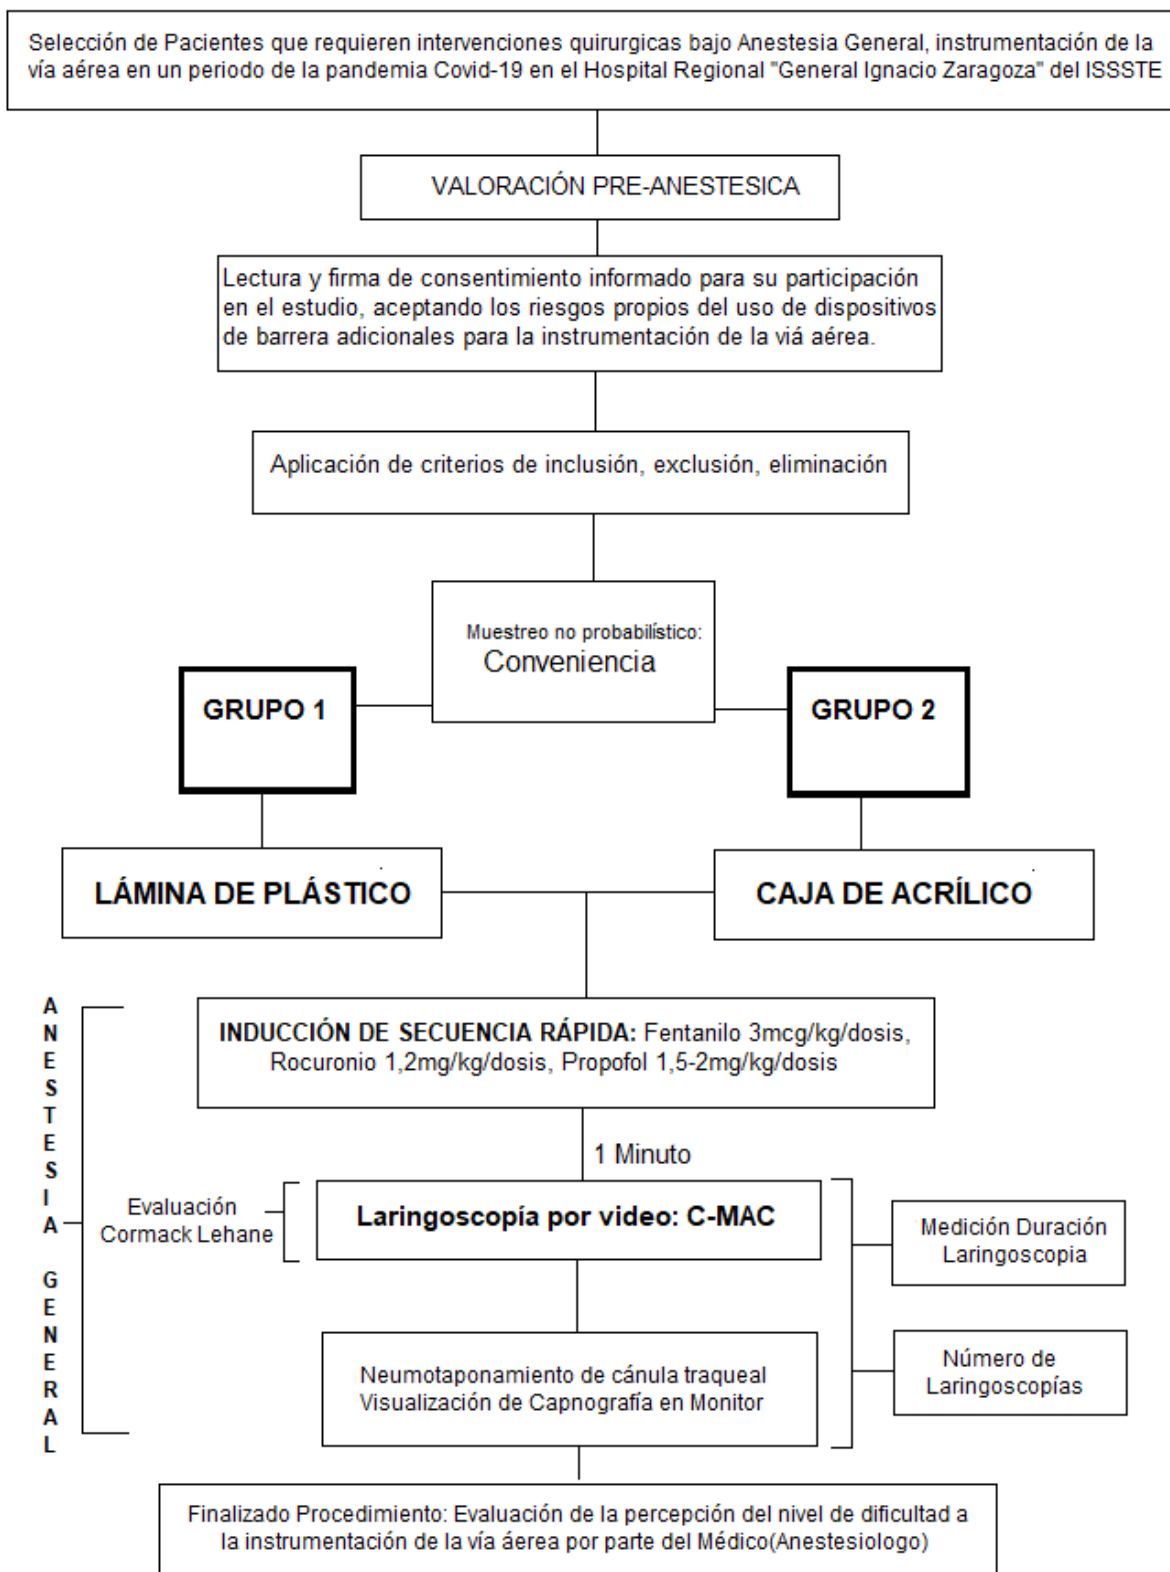 Selección de Pacientes que requieren intervenciones quirurgicas bajo Anestesia General, instrumentación de la
vía aérea en un periodo de la pandemia Covid-19 en el Hospital Regional "General Ignacio Zaragoza" del ISSSTE
VALORACIÓN PRE-ANESTESICA
Lectura y firma de consentimiento informado para su participación
en el estudio, aceptando los riesgos propios del uso de dispositivos
de barrera adicionales para la instrumentación de la viá aérea.
Aplicación de criterios de inclusión, exclusión, eliminación
Muestreo no probabilístico:
Conveniencia
GRUPO 1
GRUPO 2
LÁMINA DE PLÁSTICO
CAJA DE ACRÍLICO
ANESTESIA GENERAL
INDUCCIÓN DE SECUENCIA RÁPIDA: Fentanilo 3mcg/kg/dosis,
Rocuronio 1,2mg/kg/dosis, Propofol 1,5-2mg/kg/dosis
1 Minuto
Evaluación
Cormack Lehane
Laringoscopía por video: C-MAC
Medición Duración
Laringoscopia
Neumotaponamiento de cánula traqueal
Visualización de Capnografía en Monitor
Número de
Laringoscopías
Finalizado Procedimiento: Evaluación de la percepción del nivel de dificultad a
la instrumentación de la vía áerea por parte del Médico(Anestesiologo)